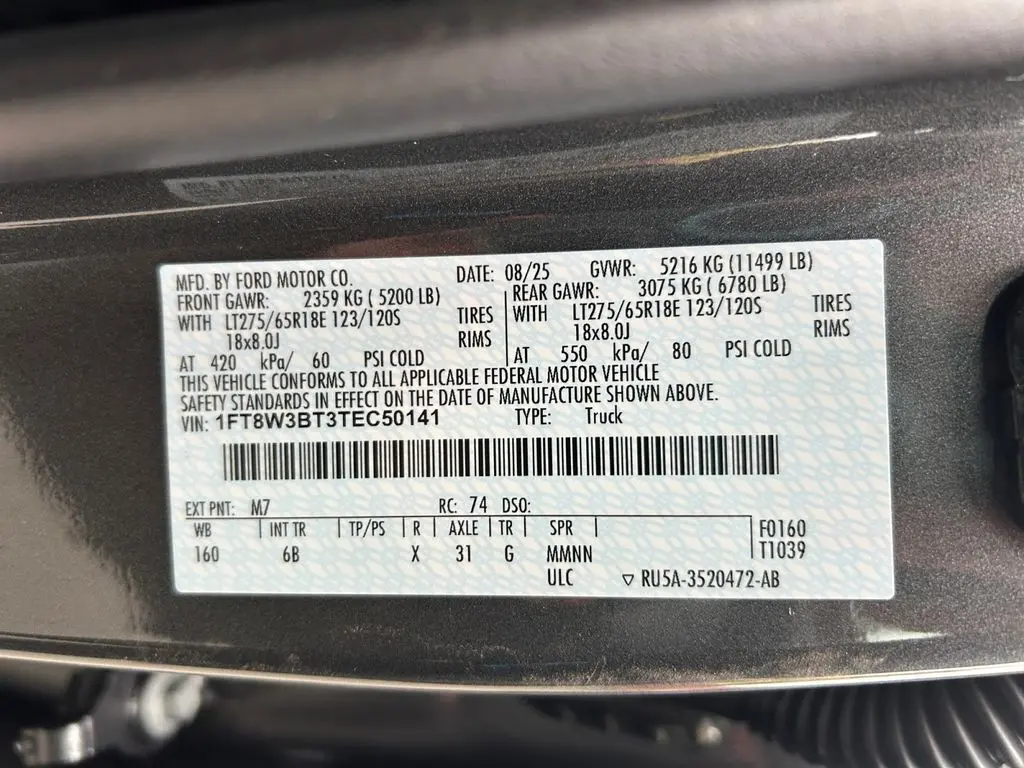 MFD. BY FORD MOTOR CO. DATE: 08/25 GVWR: 5216 KG (11499 LB)
FRONT GAWR: 2359 KG ( 5200 LB) REAR GAWR: 3075 KG ( 6780 LB)
WITH LT275/65R18E 123/120S TIRES WITH LT275/65R18E 123/120S TIRES
18x8.0J RIMS 18x8.0J RIMS
AT 420 kPa/ 60 PSI COLD AT 550 kPa/ 80 PSI COLD
THIS VEHICLE CONFORMS TO ALL APPLICABLE FEDERAL MOTOR VEHICLE
SAFETY STANDARDS IN EFFECT ON THE DATE OF MANUFACTURE SHOWN ABOVE.
VIN: 1FT8W3BT3TEC50141 TYPE: Truck
EXT PNT: M7 RC: 74 DSO:
WB INT TR TP/PS R AXLE TR SPR F0160
160 6B X 31 G MMNN T1039
ULC ▽ RU5A-3520472-AB